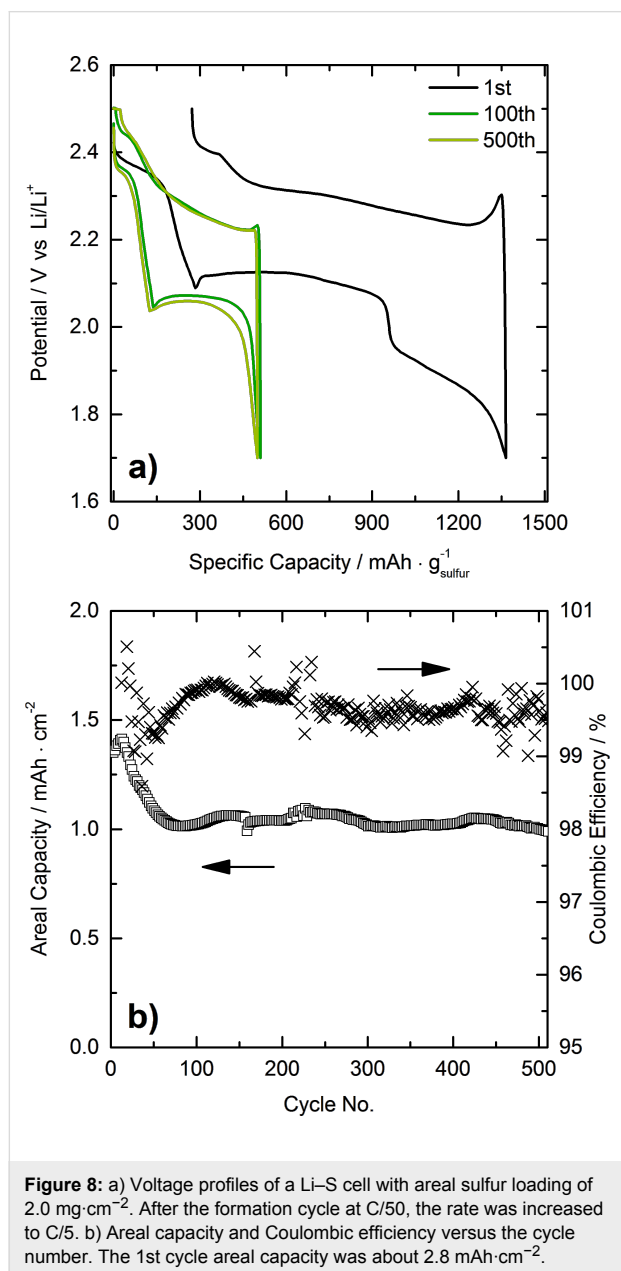 2.6
2.4
2.2
2.0
1.8
1.6
Potential / V vs Li/Li⁺
1st
100th
500th
a)
0 300 600 900 1200 1500
Specific Capacity / mAh · g⁻¹sulfur
2.0
1.5
1.0
0.5
0.0
Areal Capacity / mAh · cm⁻²
101
100
99
98
97
96
95
Coulombic Efficiency / %
b)
0 100 200 300 400 500
Cycle No.
Figure 8: a) Voltage profiles of a Li–S cell with areal sulfur loading of
2.0 mg·cm⁻². After the formation cycle at C/50, the rate was increased
to C/5. b) Areal capacity and Coulombic efficiency versus the cycle
number. The 1st cycle areal capacity was about 2.8 mAh·cm⁻².